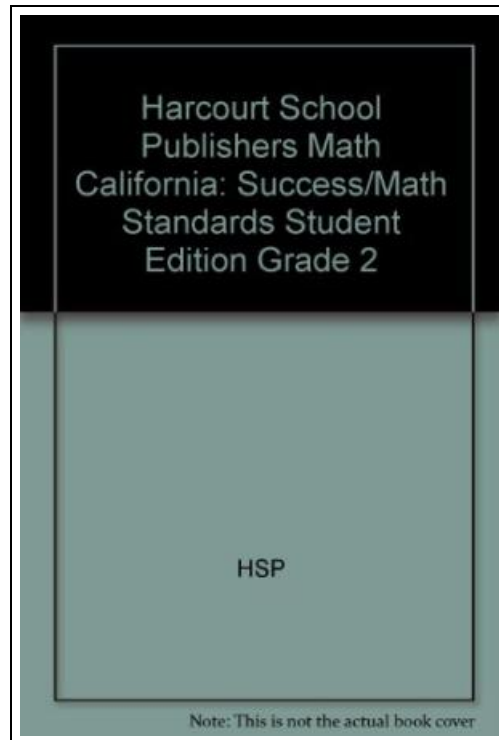 Harcourt School
Publishers Math
California: Success/Math
Standards Student
Edition Grade 2
HSP
Note: This is not the actual book cover